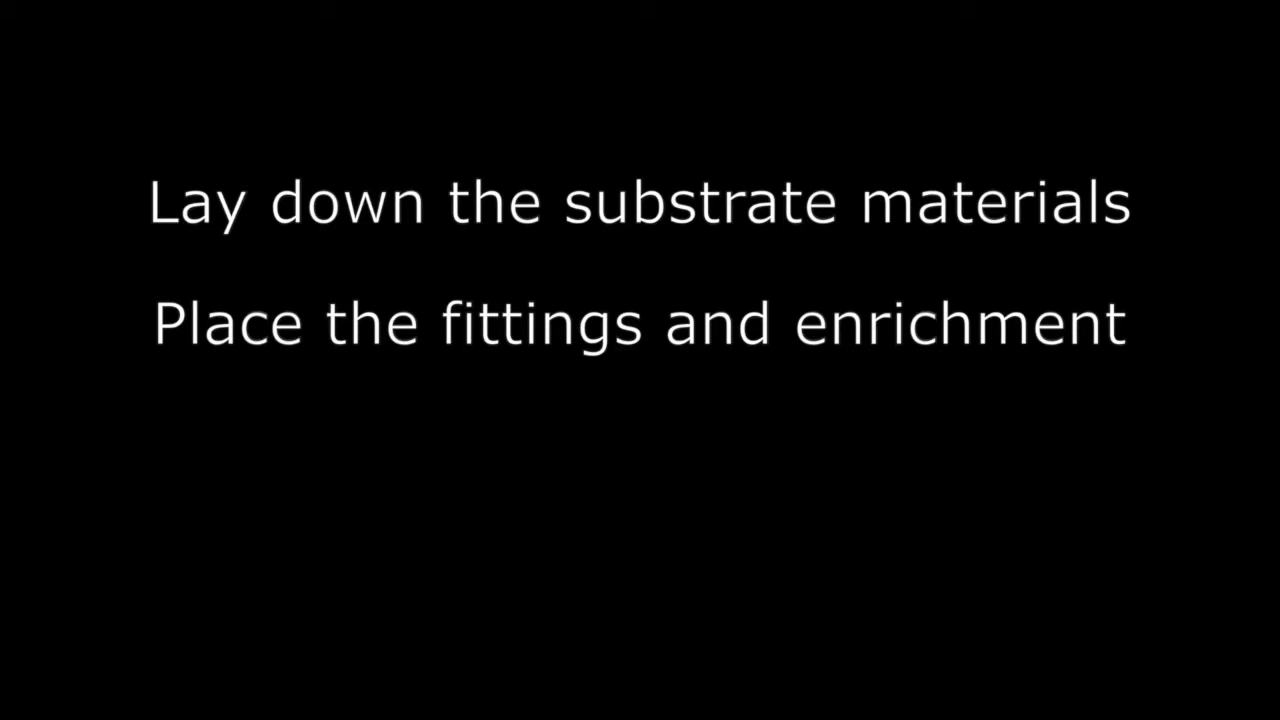 Lay down the substrate materials
Place the fittings and enrichment